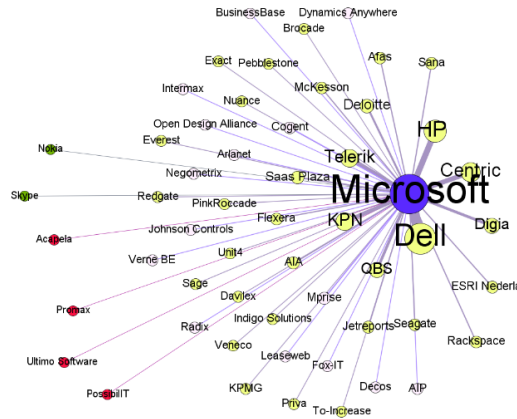 BusinessBase
Dynamics Anywhere
Brocade
Exact
Pebblestone
Afas
Sana
McKesson
Intermax
Nuance
Deloitte
HP
Open Design Alliance
Cogent
Everest
Arlanet
Telerik
Nokia
Negometrix
Saas Plaza
Centric
Microsoft
Skype
Redgate
PinkRoccade
Flexera
KPN
Digia
Acapela
Johnson Controls
Dell
Verne BE
Unit4
AIA
QBS
Sage
ESRI Nederla
Davilex
Mprise
Promax
Radix
Indigo Solutions
Jetreports
Seagate
Veneco
Leaseweb
Rackspace
Ultimo Software
Fox-IT
PossibilIT
KPMG
Priva
Decos
AIP
To-Increase